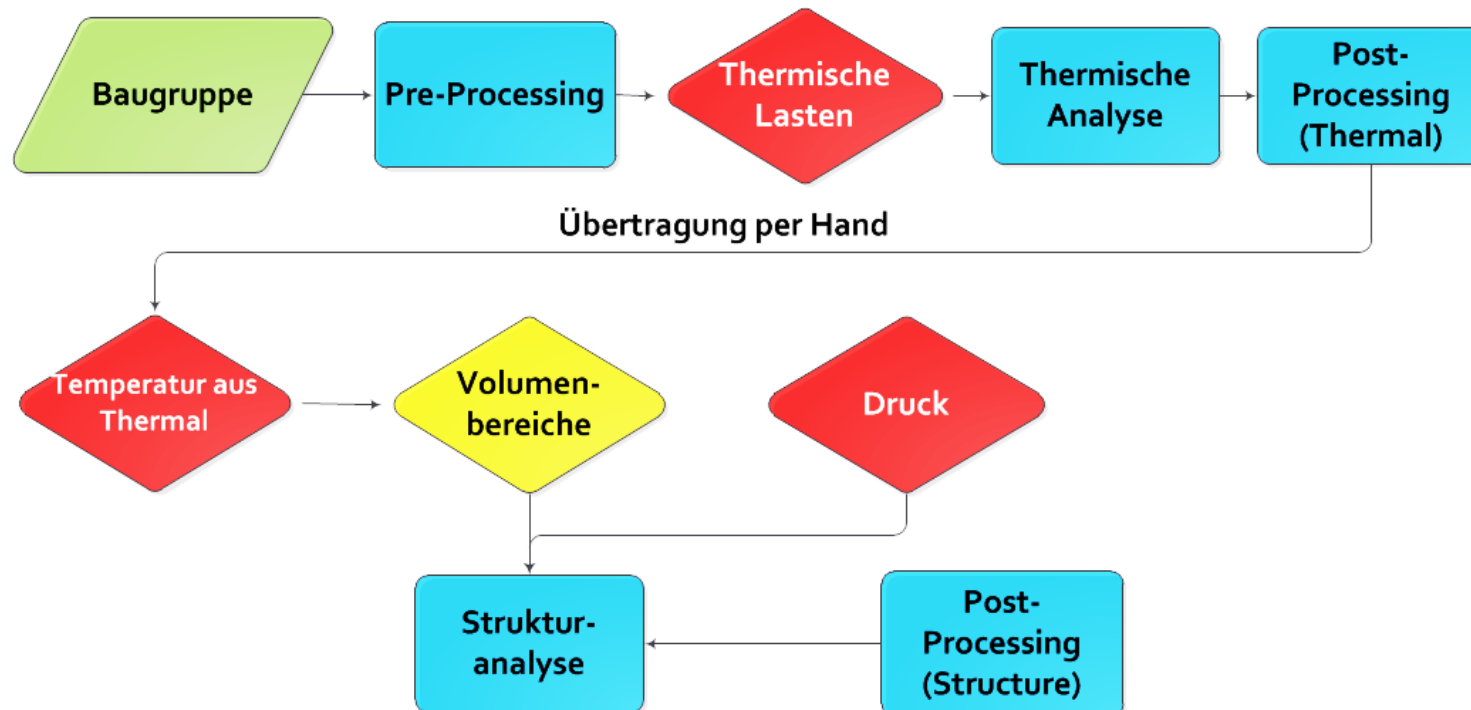 Baugruppe
Pre-Processing
Thermische
Lasten
Thermische
Analyse
Post-
Processing
(Thermal)
Übertragung per Hand
Temperatur aus
Thermal
Volumen-
bereiche
Druck
Struktur-
analyse
Post-
Processing
(Structure)